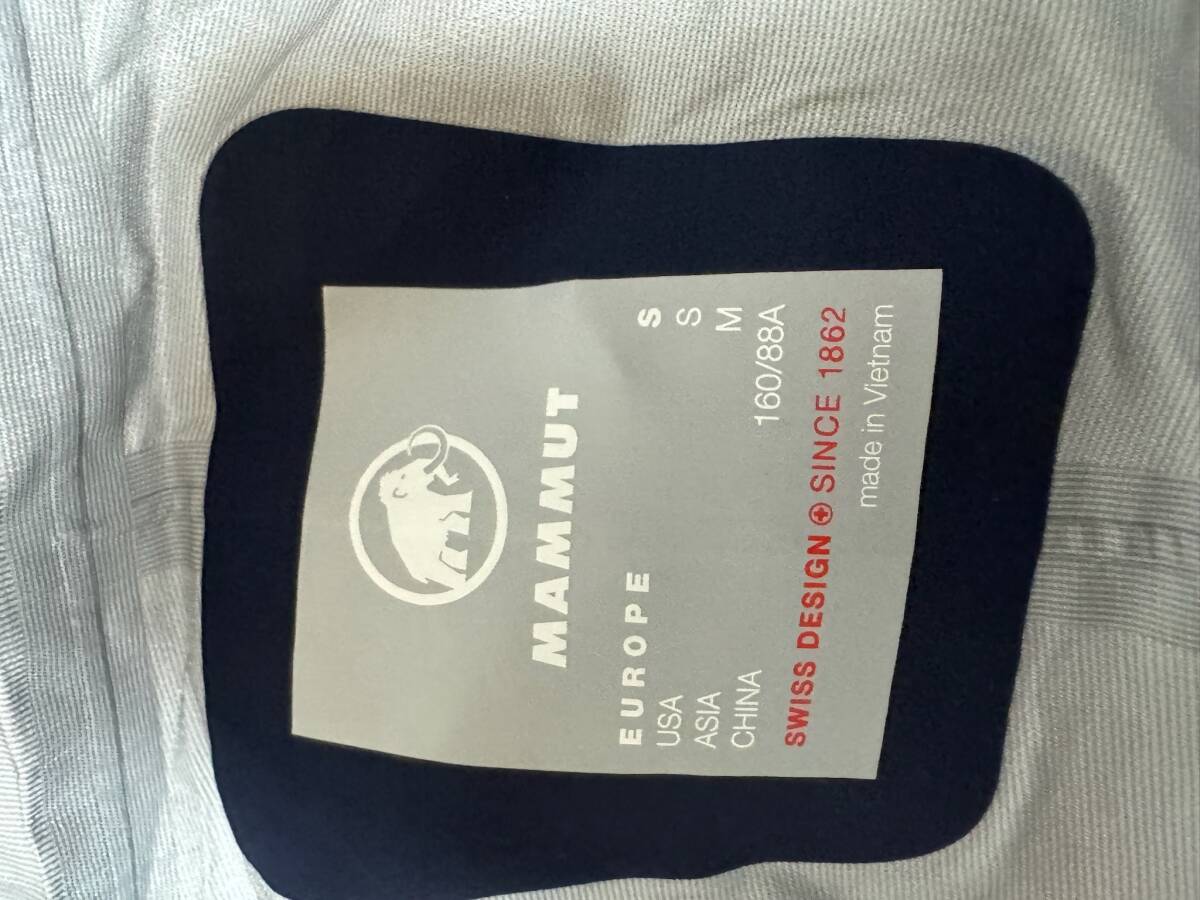 MAMMUT
EUROPE S
USA S
ASIA M
CHINA 160/88A
SWISS DESIGN SINCE 1862
made in Vietnam